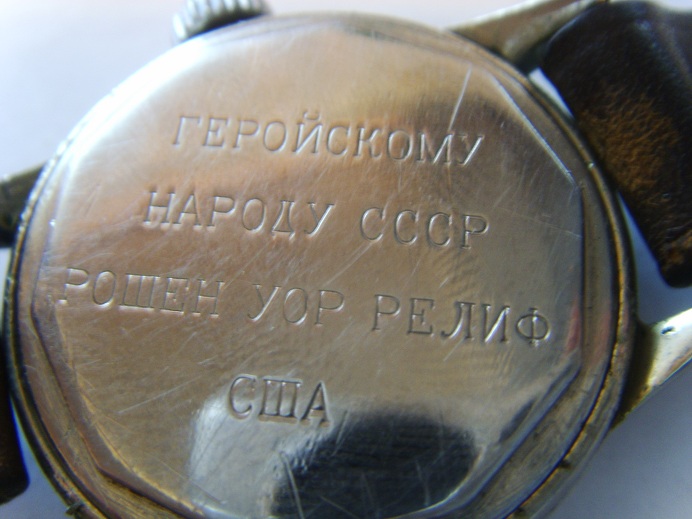 ГЕРОЙСКОМУ
НАРОДУ СССР
РОШЕН УОР РЕЛИФ
США